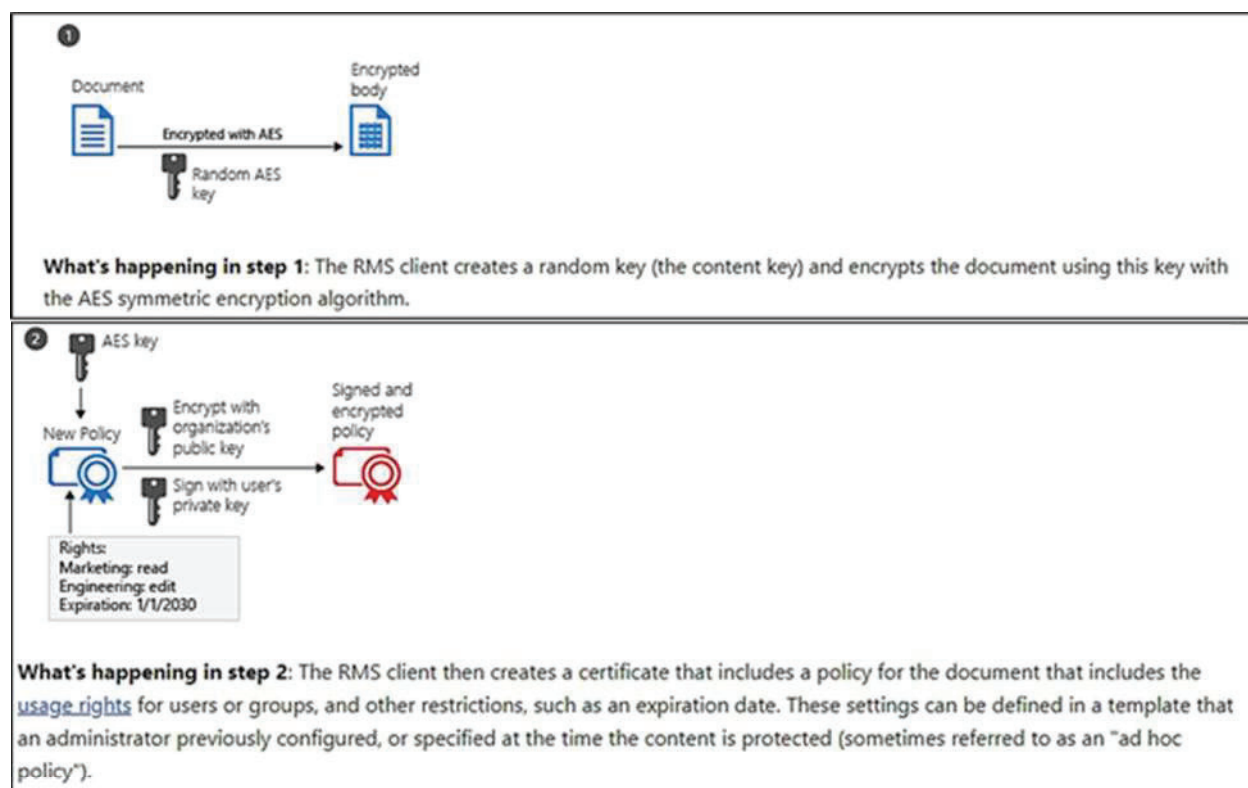 1
Document
Encrypted
body
Encrypted with AES
Random AES
key
What's happening in step 1: The RMS client creates a random key (the content key) and encrypts the document using this key with
the AES symmetric encryption algorithm.
2
AES key
New Policy
Encrypt with
organization's
public key
Sign with user's
private key
Signed and
encrypted
policy
Rights:
Marketing: read
Engineering: edit
Expiration: 1/1/2030
What's happening in step 2: The RMS client then creates a certificate that includes a policy for the document that includes the
usage rights for users or groups, and other restrictions, such as an expiration date. These settings can be defined in a template that
an administrator previously configured, or specified at the time the content is protected (sometimes referred to as an "ad hoc
policy").